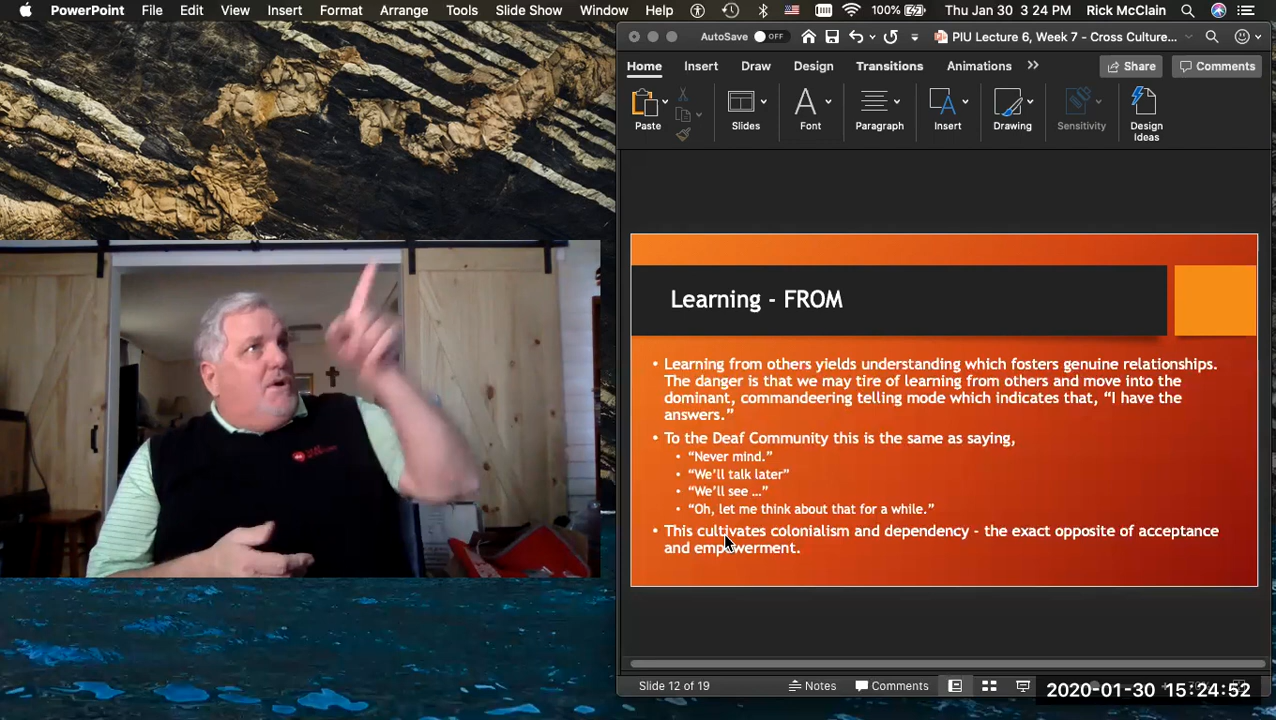 PowerPoint File Edit View Insert Format Arrange Tools Slide Show Window Help 100% Thu Jan 30 3 24 PM Rick McClain
AutoSave OFF PIU Lecture 6, Week 7 - Cross Culture...
Home Insert Draw Design Transitions Animations Share Comments
Paste Slides Font Paragraph Insert Drawing Sensitivity Design
Ideas
Learning - FROM
• Learning from others yields understanding which fosters genuine relationships.
The danger is that we may tire of learning from others and move into the
dominant, commandeering telling mode which indicates that, “I have the
answers.”
• To the Deaf Community this is the same as saying,
• “Never mind.”
• “We’ll talk later”
• “We’ll see …”
• “Oh, let me think about that for a while.”
• This cultivates colonialism and dependency - the exact opposite of acceptance
and empowerment.
Slide 12 of 19 Notes Comments
2020-01-30 15:24:52